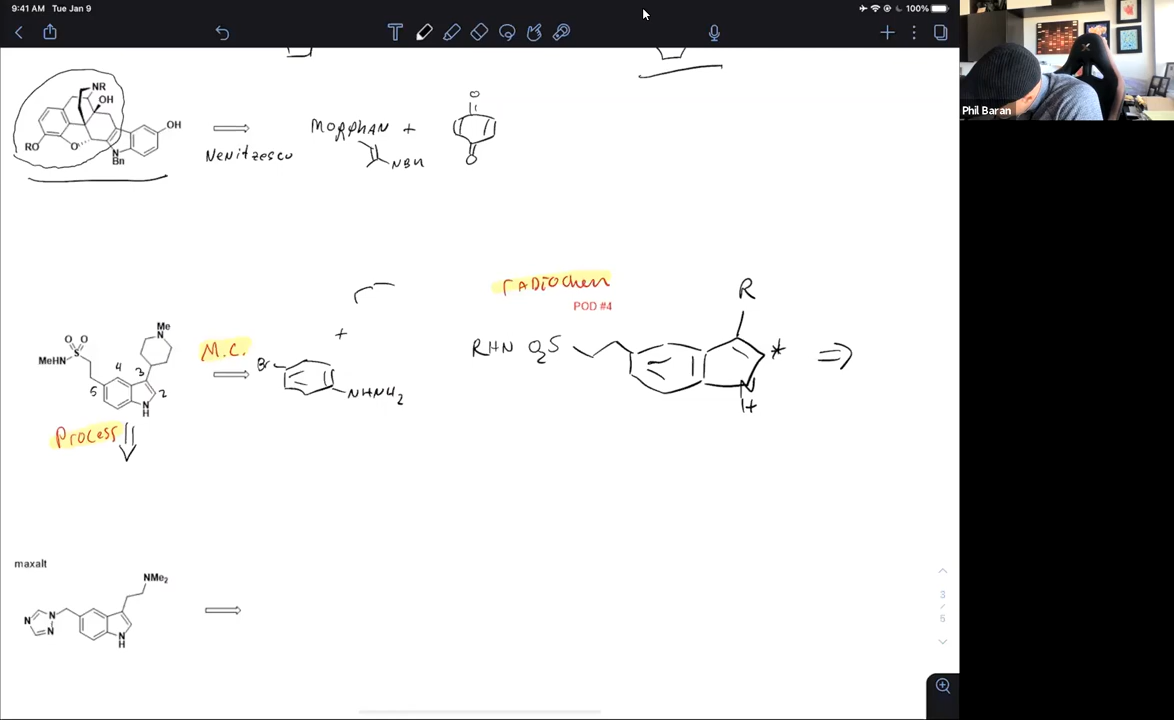 9:41 AM Tue Jan 9
100%
NR
OH
OH
RO
O
N
Bn
Nenitzescu
MORPHAN +
NBn
O
O
Phil Baran
RADIOChem
POD #4
R
RHN O₂S
*
N
H
Me
N
O O
S
MeHN
4
3
5
2
N
H
M.C.
+
Br
NHNH₂
Process
maxalt
NMe₂
N
N
N
N
H
3
/
5